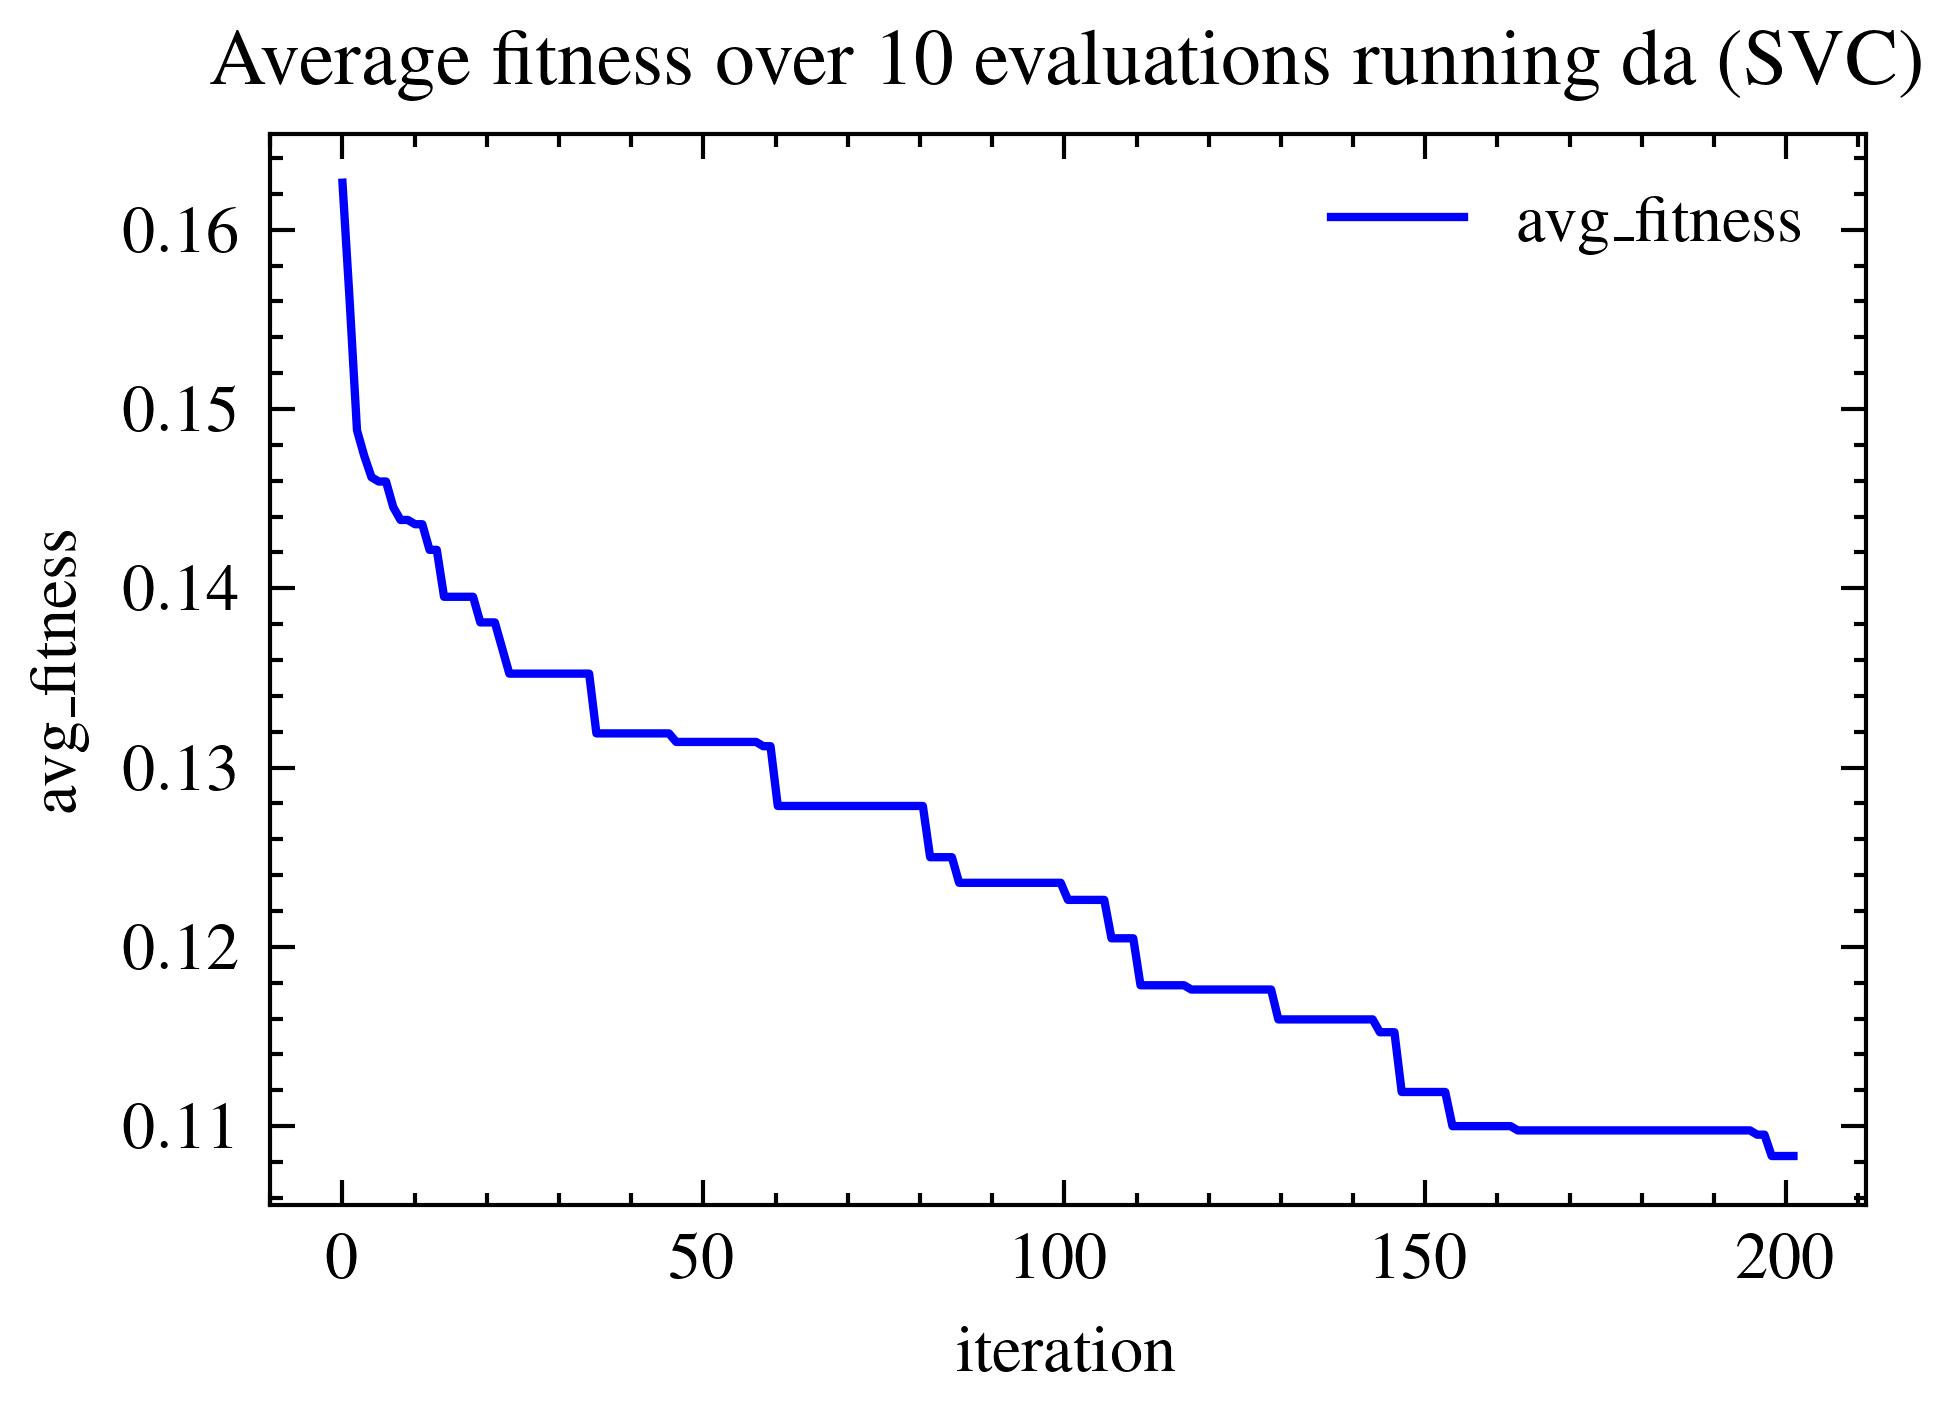 Average fitness over 10 evaluations running da (SVC)
avg_fitness
0.16
0.15
0.14
0.13
0.12
0.11
avg_fitness
0 50 100 150 200
iteration